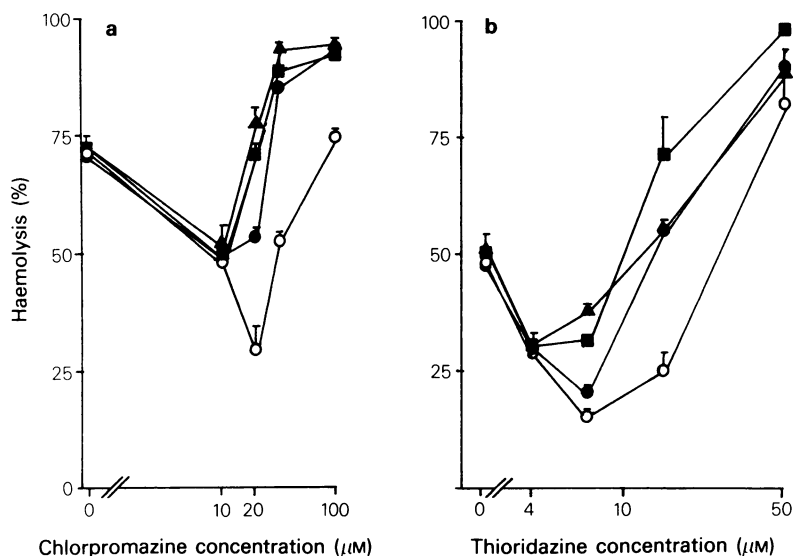 a
100
75
50
25
0
Haemolysis (%)
0 10 20 100
Chlorpromazine concentration (μM)
b
100
75
50
25
0 4 10 50
Thioridazine concentration (μM)